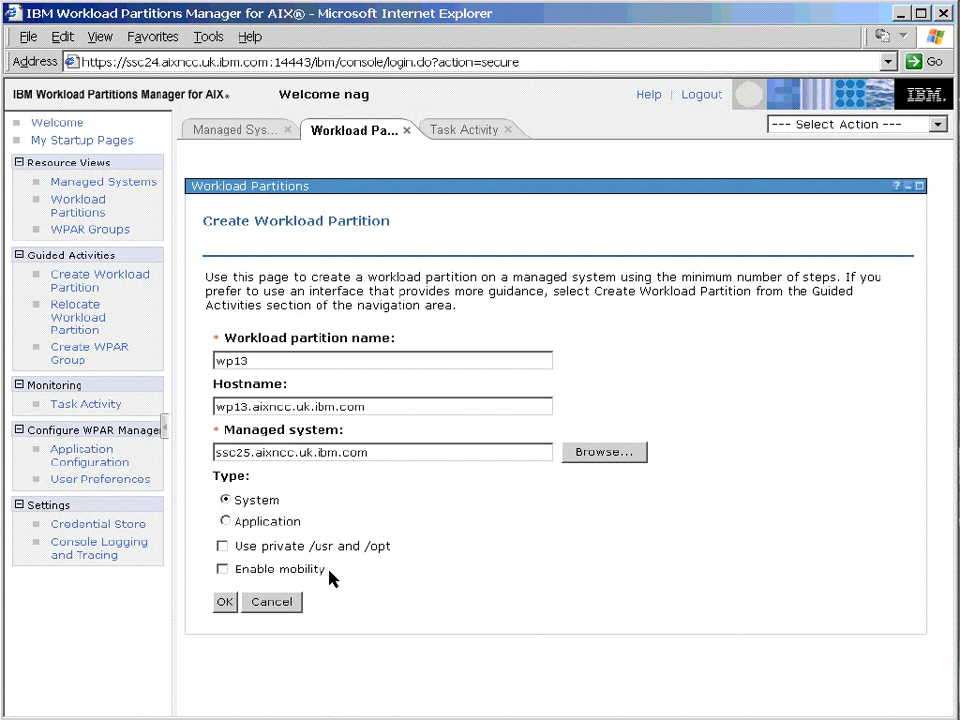 IBM Workload Partitions Manager for AIX® - Microsoft Internet Explorer
File Edit View Favorites Tools Help
Address https://ssc24.aixncc.uk.ibm.com:14443/ibm/console/login.do?action=secure Go
IBM Workload Partitions Manager for AIX® Welcome nag Help | Logout IBM.
Welcome
My Startup Pages
Resource Views
Managed Systems
Workload
Partitions
WPAR Groups
Guided Activities
Create Workload
Partition
Relocate
Workload
Partition
Create WPAR
Group
Monitoring
Task Activity
Configure WPAR Manage
Application
Configuration
User Preferences
Settings
Credential Store
Console Logging
and Tracing
Managed Sys... Workload Pa... Task Activity --- Select Action ---
Workload Partitions ?
Create Workload Partition
Use this page to create a workload partition on a managed system using the minimum number of steps. If you
prefer to use an interface that provides more guidance, select Create Workload Partition from the Guided
Activities section of the navigation area.
* Workload partition name:
wp13
Hostname:
wp13.aixncc.uk.ibm.com
* Managed system:
ssc25.aixncc.uk.ibm.com Browse...
Type:
System
Application
Use private /usr and /opt
Enable mobility
OK Cancel